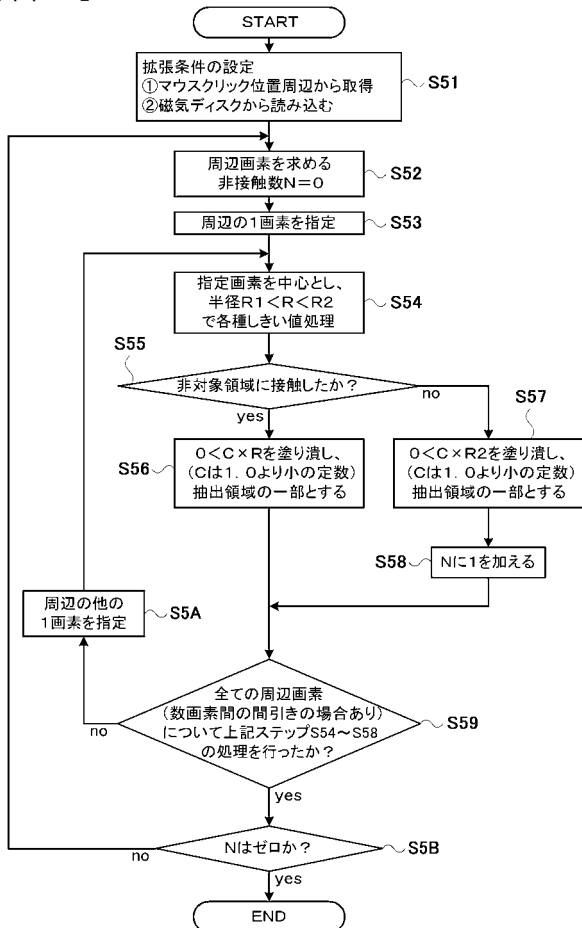 START
拡張条件の設定
①マウスクリック位置周辺から取得
②磁気ディスクから読み込む
S51
周辺画素を求める
非接触数N=0
S52
周辺の1画素を指定
S53
指定画素を中心とし、
半径R1<R<R2
で各種しきい値処理
S54
S55
非対象領域に接触したか?
yes
no
S57
S56
0<C×Rを塗り潰し、
(Cは1.0より小の定数)
抽出領域の一部とする
0<C×R2を塗り潰し、
(Cは1.0より小の定数)
抽出領域の一部とする
S58
Nに1を加える
周辺の他の
1画素を指定
S5A
全ての周辺画素
(数画素間の間引きの場合あり)
について上記ステップS54~S58
の処理を行ったか?
S59
no
yes
Nはゼロか?
S5B
no
yes
END